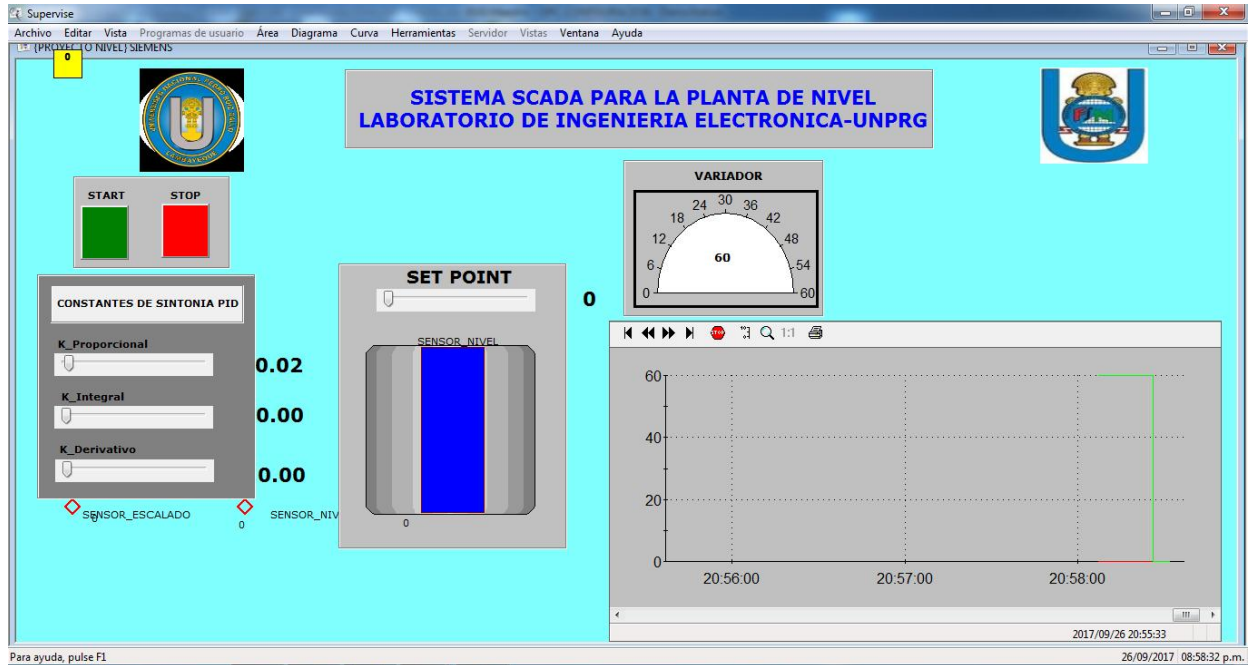 Supervise
Archivo Editar Vista Programas de usuario Área Diagrama Curva Herramientas Servidor Vistas Ventana Ayuda
(PROYECTO NIVEL) SIEMENS
0
SISTEMA SCADA PARA LA PLANTA DE NIVEL
LABORATORIO DE INGENIERIA ELECTRONICA-UNPRG
START STOP
VARIADOR
0 6 12 18 24 30 36 42 48 54 60
60
CONSTANTES DE SINTONIA PID
K_Proporcional
0.02
K_Integral
0.00
K_Derivativo
0.00
SENSOR_ESCALADO
0
SENSOR_NIV
0
SET POINT
0
SENSOR_NIVEL
0
STOP
1:1
60
40
20
0
20:56:00 20:57:00 20:58:00
2017/09/26 20:55:33
Para ayuda, pulse F1
26/09/2017 08:58:32 p.m.